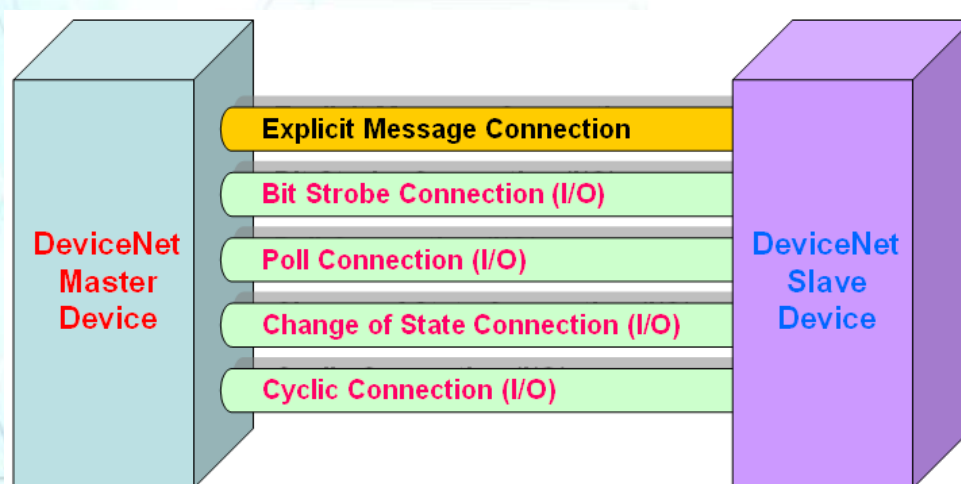 Explicit Message Connection
Bit Strobe Connection (I/O)
Poll Connection (I/O)
Change of State Connection (I/O)
Cyclic Connection (I/O)
DeviceNet
Master
Device
DeviceNet
Slave
Device